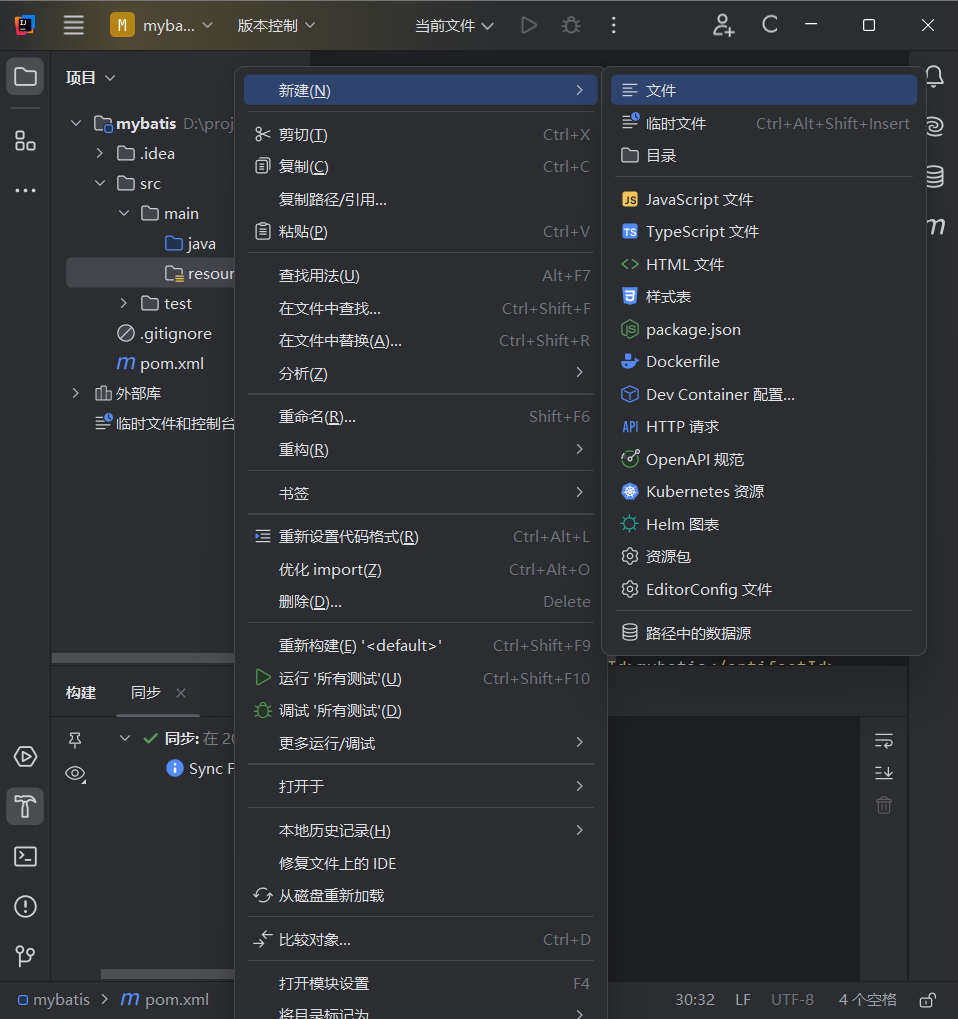 M myba... 版本控制 当前文件
项目
mybatis D:\proj
.idea
src
main
java
resour
test
.gitignore
m pom.xml
外部库
临时文件和控制台
新建(N)
剪切(T) Ctrl+X
复制(C) Ctrl+C
复制路径/引用...
粘贴(P) Ctrl+V
查找用法(U) Alt+F7
在文件中查找... Ctrl+Shift+F
在文件中替换(A)... Ctrl+Shift+R
分析(Z)
重命名(R)... Shift+F6
重构(R)
书签
重新设置代码格式(R) Ctrl+Alt+L
优化 import(Z) Ctrl+Alt+O
删除(D)... Delete
重新构建(E) '<default>' Ctrl+Shift+F9
运行 '所有测试'(U) Ctrl+Shift+F10
调试 '所有测试'(D)
更多运行/调试
打开于
本地历史记录(H)
修复文件上的 IDE
从磁盘重新加载
比较对象... Ctrl+D
打开模块设置 F4
将目录标记为
文件
临时文件 Ctrl+Alt+Shift+Insert
目录
JS JavaScript 文件
TS TypeScript 文件
HTML 文件
样式表
package.json
Dockerfile
Dev Container 配置...
API HTTP 请求
OpenAPI 规范
Kubernetes 资源
Helm 图表
资源包
EditorConfig 文件
路径中的数据源
Id>mybatis</artifactId>
m
构建 同步
同步: 在 20
Sync F
mybatis m pom.xml 30:32 LF UTF-8 4 个空格